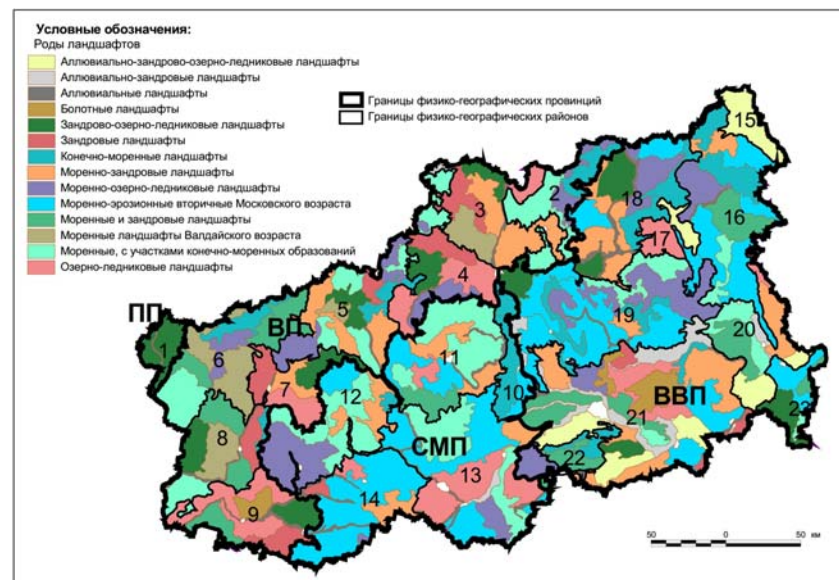 Условные обозначения:
Роды ландшафтов
Аллювиально-зандрово-озерно-ледниковые ландшафты
Аллювиально-зандровые ландшафты
Аллювиальные ландшафты
Болотные ландшафты
Зандрово-озерно-ледниковые ландшафты
Зандровые ландшафты
Конечно-моренные ландшафты
Моренно-зандровые ландшафты
Моренно-озерно-ледниковые ландшафты
Моренно-эрозионные вторичные Московского возраста
Моренные и зандровые ландшафты
Моренные ландшафты Валдайского возраста
Моренные, с участками конечно-моренных образований
Озерно-ледниковые ландшафты
Границы физико-географических провинций
Границы физико-географических районов
15
2
3
18
16
17
4
ПП
ВП
5
19
20
1
6
11
7
10
12
ВВП
23
8
21
СМП
22
13
14
9
50 0 50 км